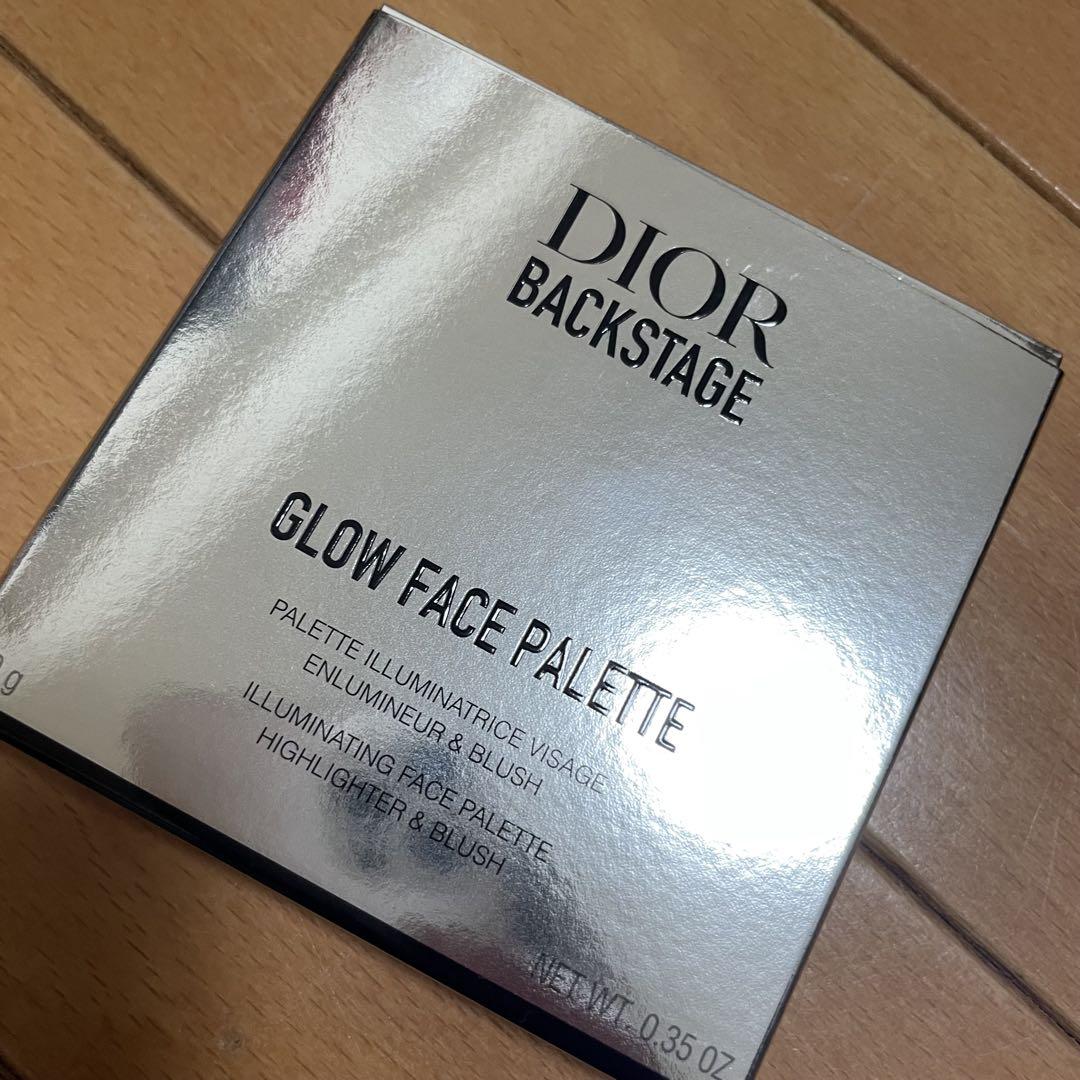 DIOR
BACKSTAGE
GLOW FACE PALETTE
PALETTE ILLUMINATRICE VISAGE
ENLUMINEUR & BLUSH
ILLUMINATING FACE PALETTE
HIGHLIGHTER & BLUSH
g
NET WT. 0.35 OZ